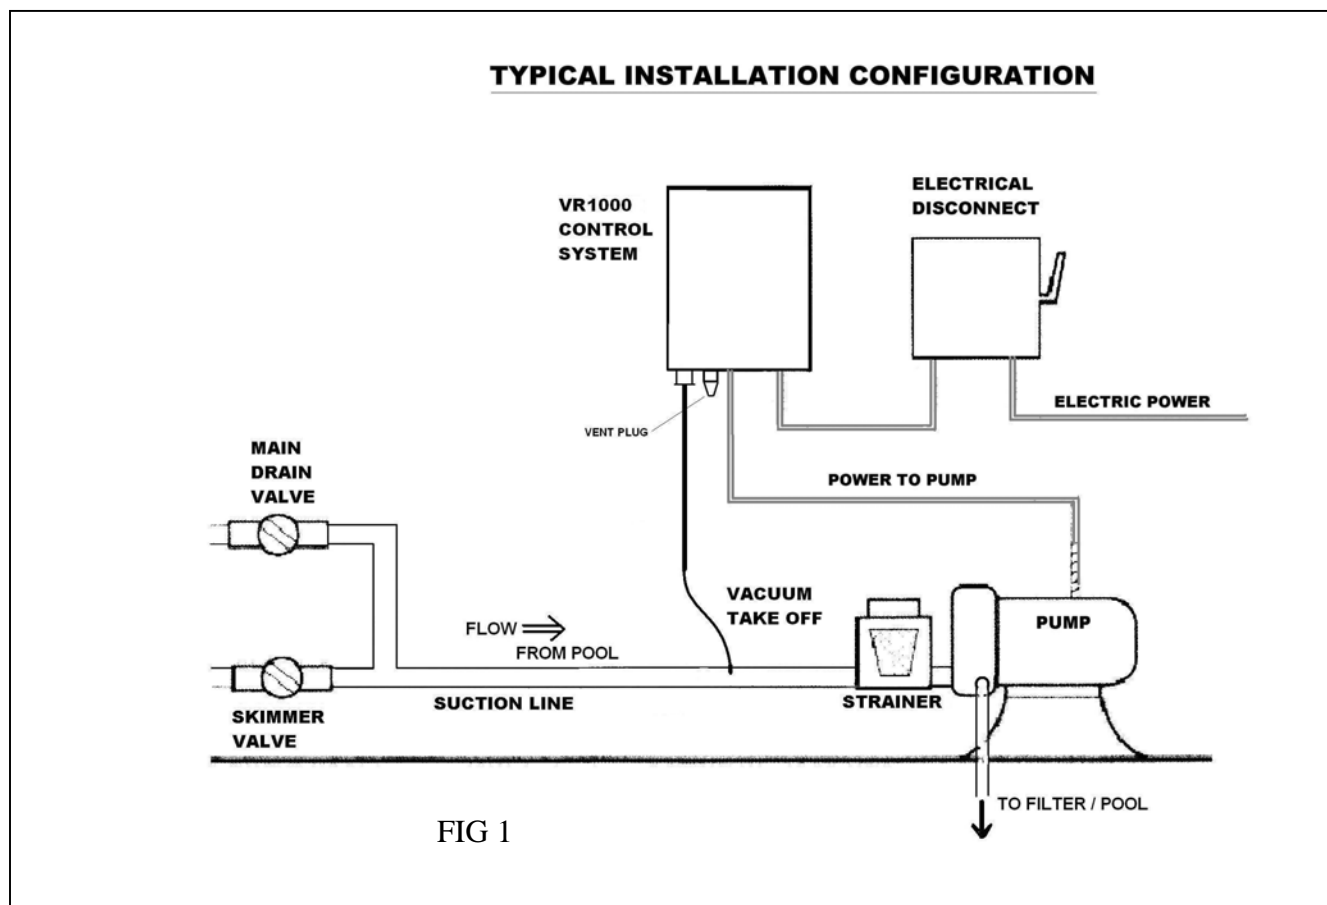 TYPICAL INSTALLATION CONFIGURATION
VR1000
CONTROL
SYSTEM
ELECTRICAL
DISCONNECT
ELECTRIC POWER
VENT PLUG
MAIN
DRAIN
VALVE
POWER TO PUMP
VACUUM
TAKE OFF
PUMP
FLOW
FROM POOL
SUCTION LINE
STRAINER
SKIMMER
VALVE
TO FILTER / POOL
FIG 1